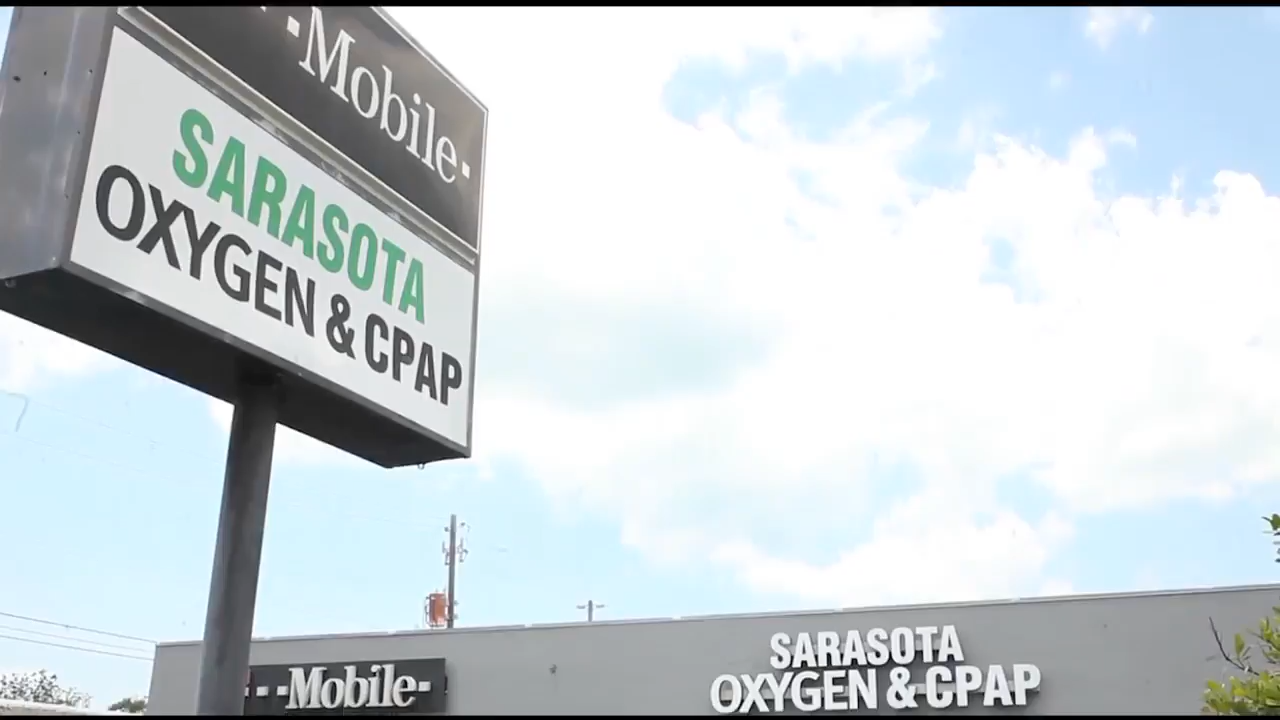 -Mobile-
SARASOTA
OXYGEN & CPAP
-Mobile-
SARASOTA
OXYGEN & CPAP